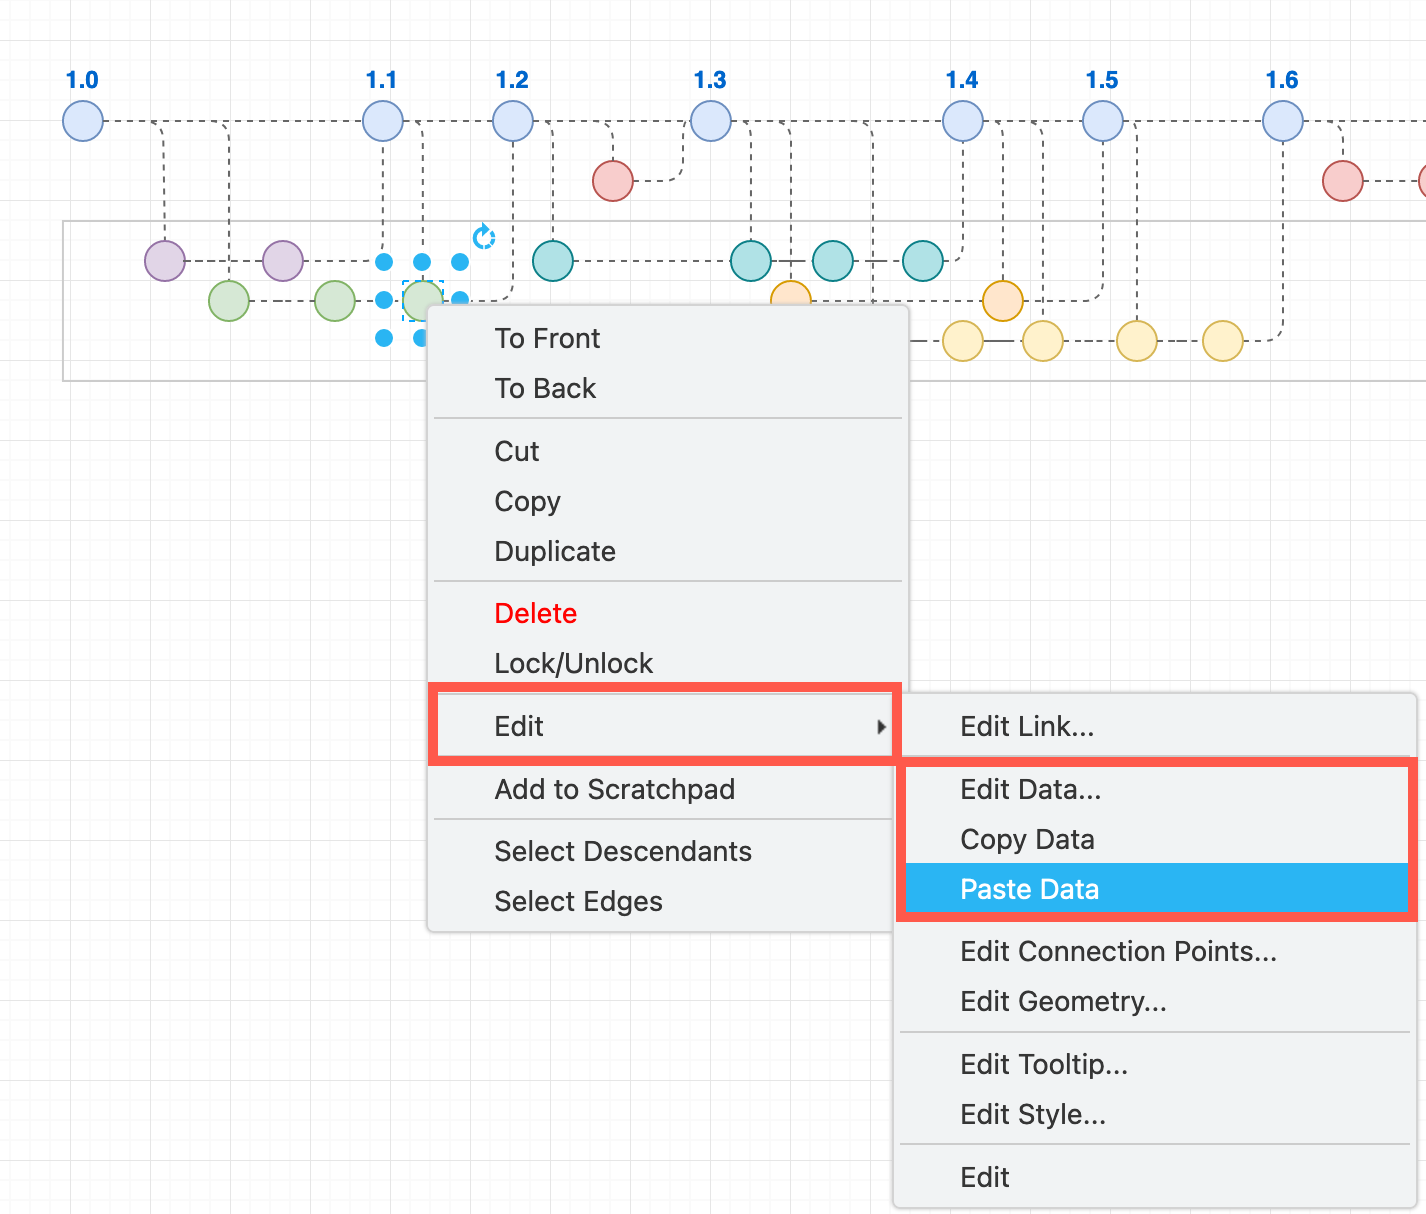 1.0 1.1 1.2 1.3 1.4 1.5 1.6
To Front
To Back
Cut
Copy
Duplicate
Delete
Lock/Unlock
Edit
Add to Scratchpad
Select Descendants
Select Edges
Edit Link...
Edit Data...
Copy Data
Paste Data
Edit Connection Points...
Edit Geometry...
Edit Tooltip...
Edit Style...
Edit